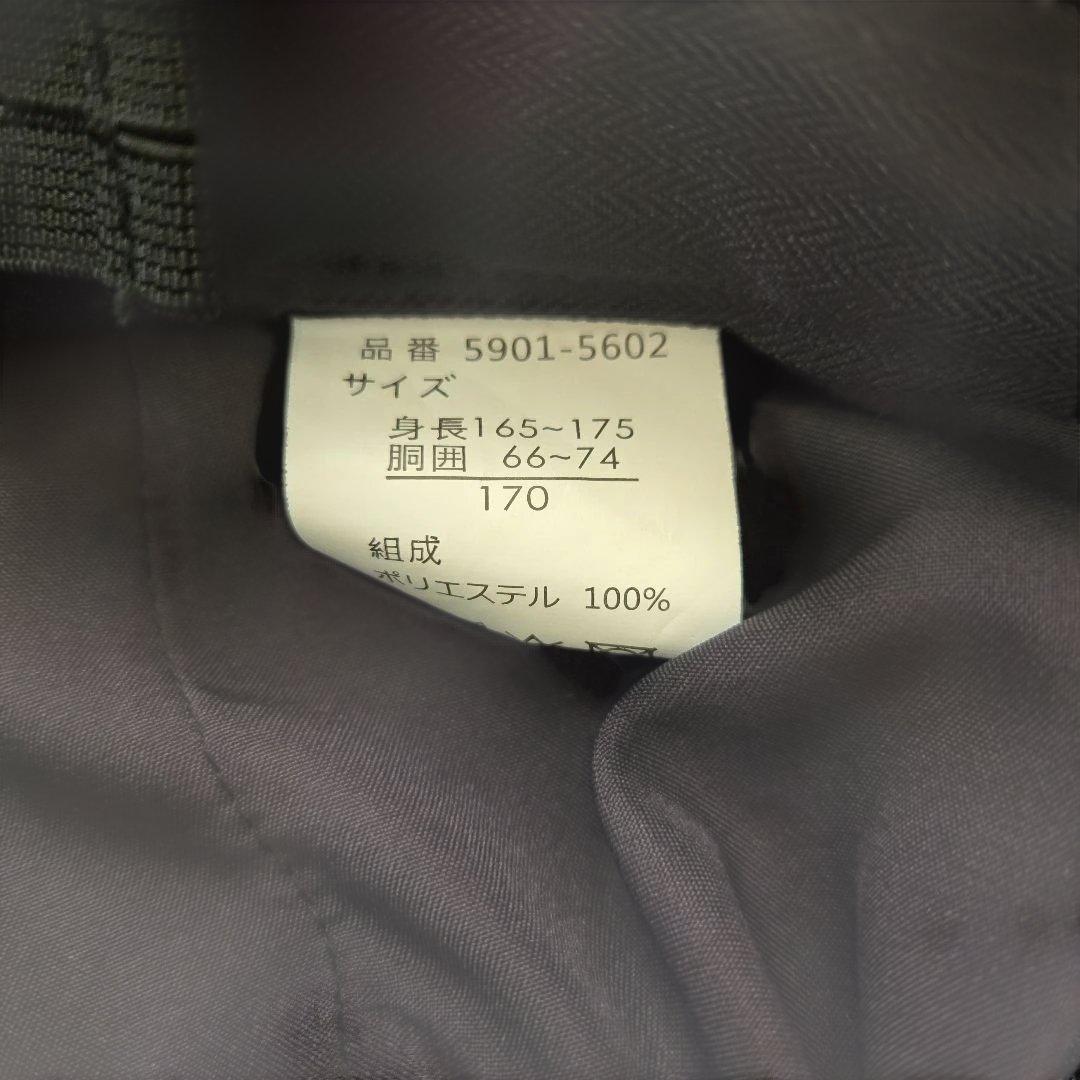 品番 5901-5602
サイズ
身長165~175
胴囲 66~74
170
組成
ポリエステル 100%